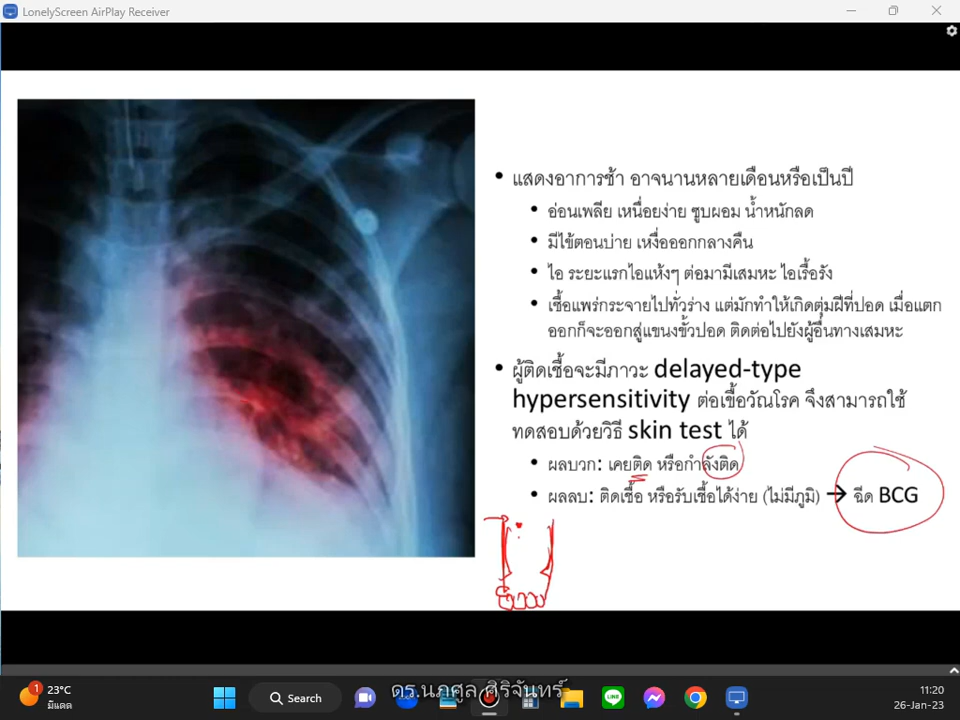 LonelyScreen AirPlay Receiver
• แสดงอาการช้า อาจนานหลายเดือนหรือเป็นปี
• อ่อนเพลีย เหนื่อยง่าย ซูบผอม น้ำหนักลด
• มีไข้ตอนบ่าย เหงื่อออกกลางคืน
• ไอ ระยะแรกไอแห้งๆ ต่อมามีเสมหะ ไอเรื้อรัง
• เชื้อแพร่กระจายไปทั่วร่าง แต่มักทำให้เกิดตุ่มฝีที่ปอด เมื่อแตก
ออกก็จะออกสู่แขนงขั้วปอด ติดต่อไปยังผู้อื่นทางเสมหะ
• ผู้ติดเชื้อจะมีภาวะ delayed-type
hypersensitivity ต่อเชื้อวัณโรค จึงสามารถใช้
ทดสอบด้วยวิธี skin test ได้
• ผลบวก: เคยติด หรือกำลังติด
• ผลลบ: ติดเชื้อ หรือรับเชื้อได้ง่าย (ไม่มีภูมิ) → ฉีด BCG
1
23°C
มีแดด
Search
ดร.นภศูล ศิริจันทร์
LINE
11:20
26-Jan-23